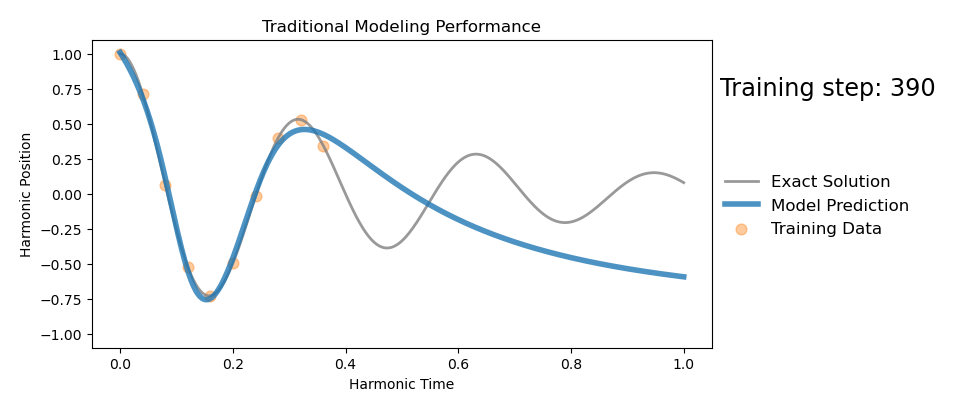 Traditional Modeling Performance
Training step: 390
Harmonic Position
1.00
0.75
0.50
0.25
0.00
−0.25
−0.50
−0.75
−1.00
Exact Solution
Model Prediction
Training Data
0.0 0.2 0.4 0.6 0.8 1.0
Harmonic Time